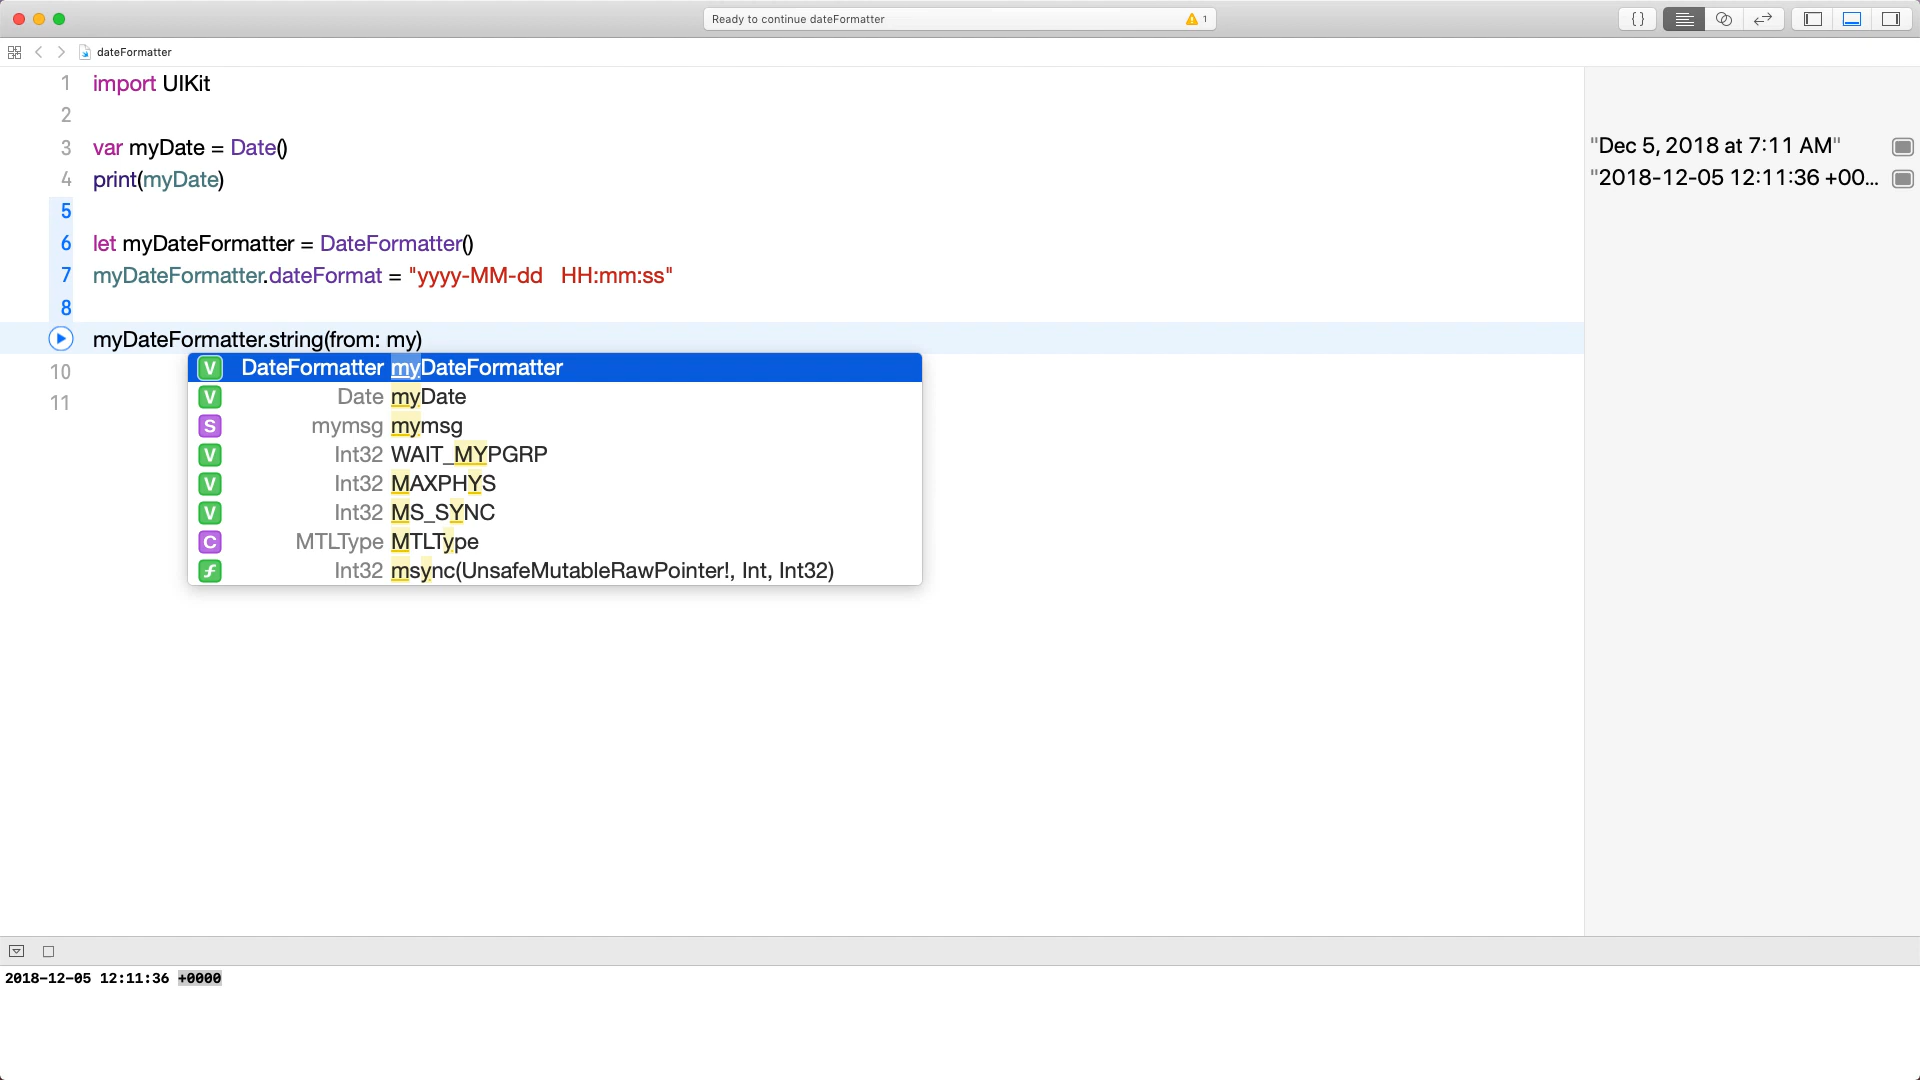 Ready to continue dateFormatter
1
{ }
dateFormatter
1 import UIKit
2
3 var myDate = Date()
"Dec 5, 2018 at 7:11 AM"
4 print(myDate)
"2018-12-05 12:11:36 +00...
5
6 let myDateFormatter = DateFormatter()
7 myDateFormatter.dateFormat = "yyyy-MM-dd   HH:mm:ss"
8
myDateFormatter.string(from: my)
10
11
V DateFormatter myDateFormatter
V Date myDate
S mymsg mymsg
V Int32 WAIT_MYPGRP
V Int32 MAXPHYS
V Int32 MS_SYNC
C MTLType MTLType
f Int32 msync(UnsafeMutableRawPointer!, Int, Int32)
2018-12-05 12:11:36 +0000